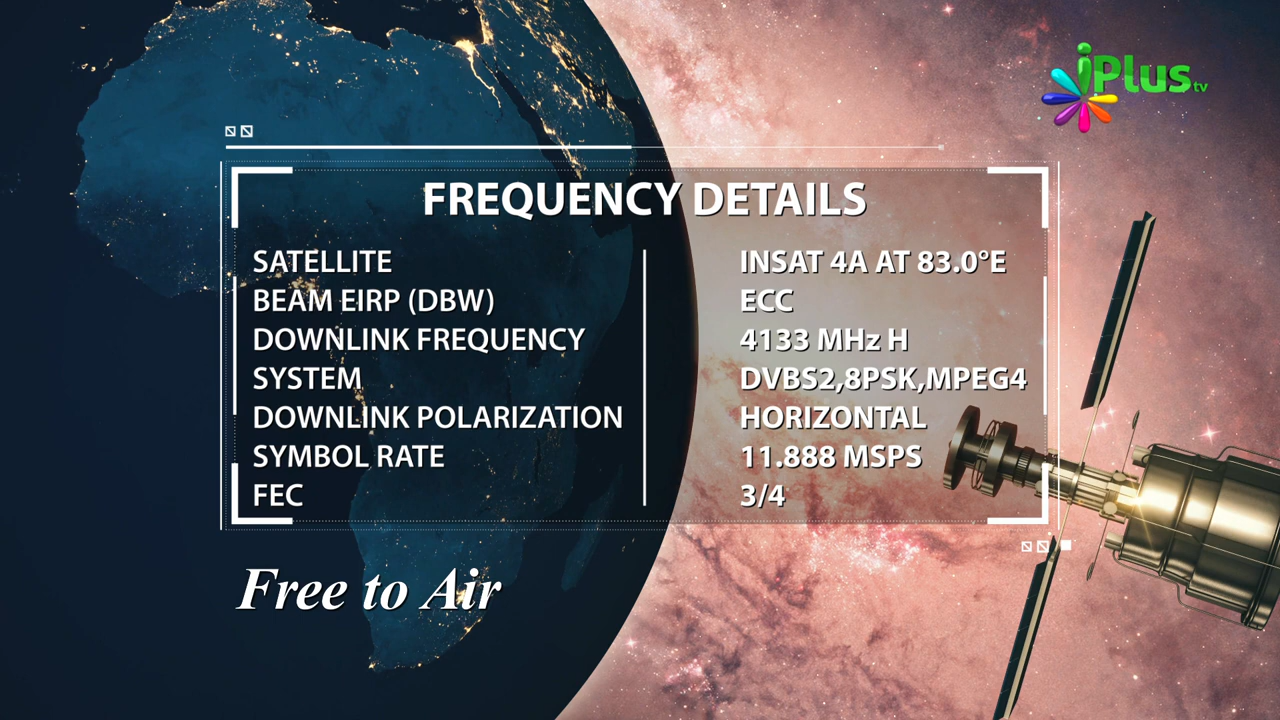 iPlus tv
FREQUENCY DETAILS
SATELLITE INSAT 4A AT 83.0°E
BEAM EIRP (DBW) ECC
DOWNLINK FREQUENCY 4133 MHz H
SYSTEM DVBS2,8PSK,MPEG4
DOWNLINK POLARIZATION HORIZONTAL
SYMBOL RATE 11.888 MSPS
FEC 3/4
Free to Air